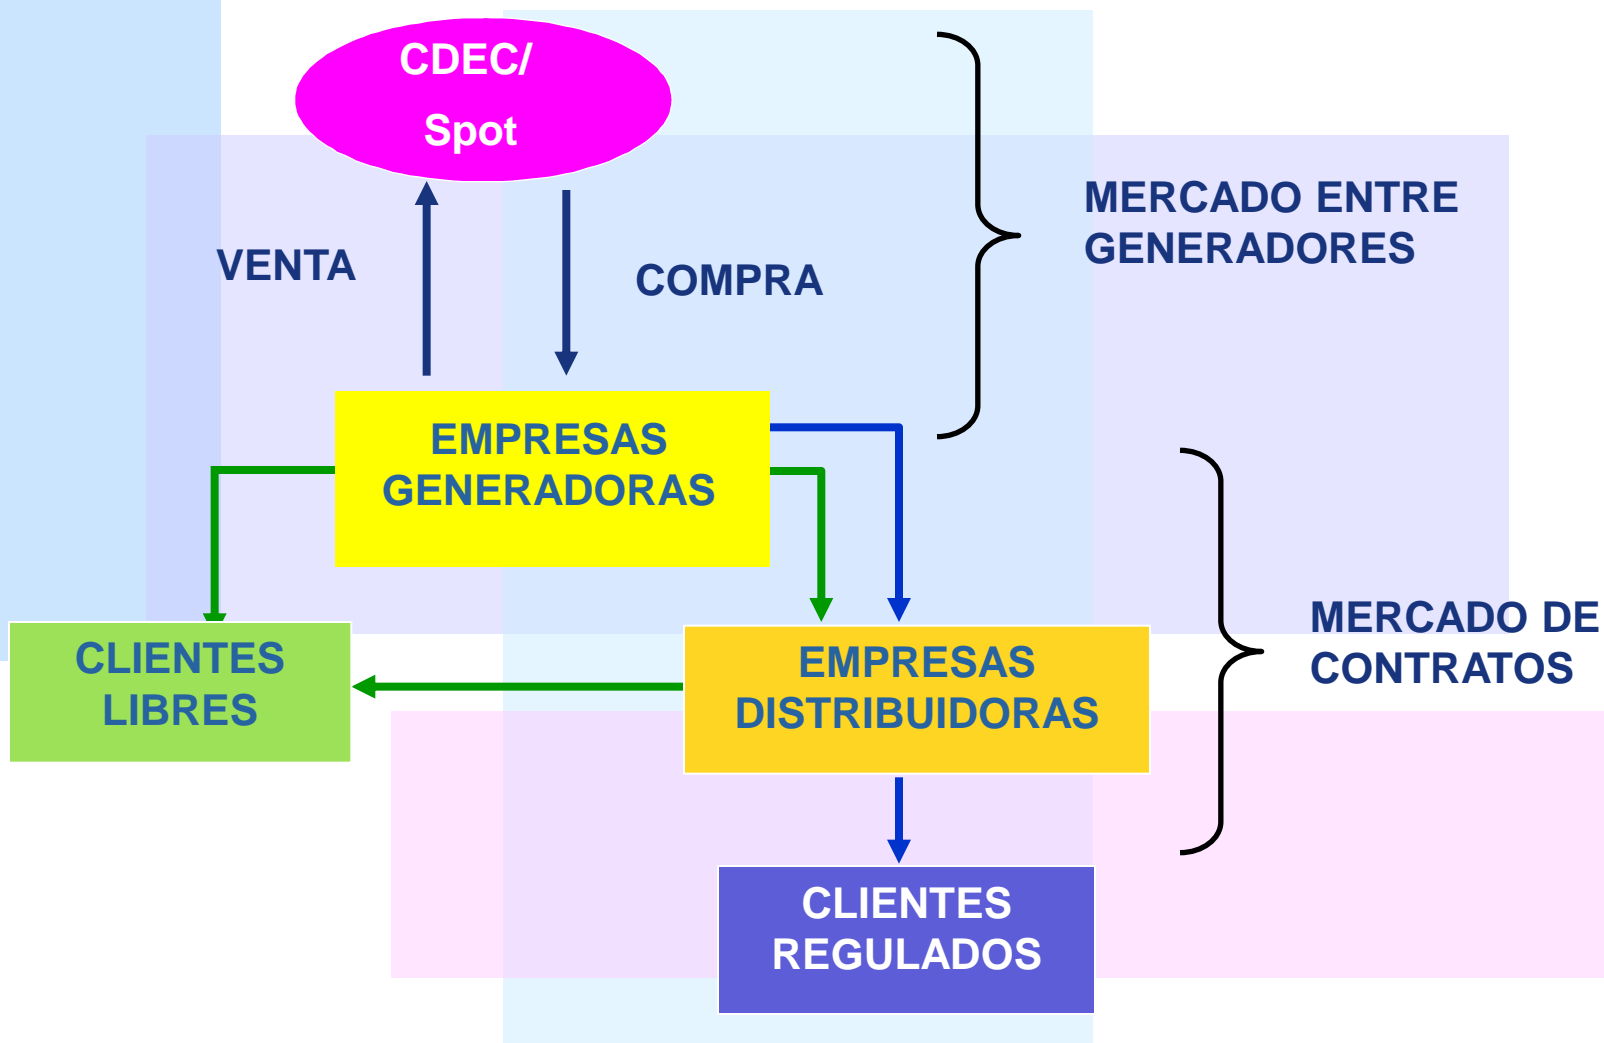 CDEC/
Spot
MERCADO ENTRE
GENERADORES
VENTA
COMPRA
EMPRESAS
GENERADORAS
MERCADO DE
CONTRATOS
CLIENTES
LIBRES
EMPRESAS
DISTRIBUIDORAS
CLIENTES
REGULADOS